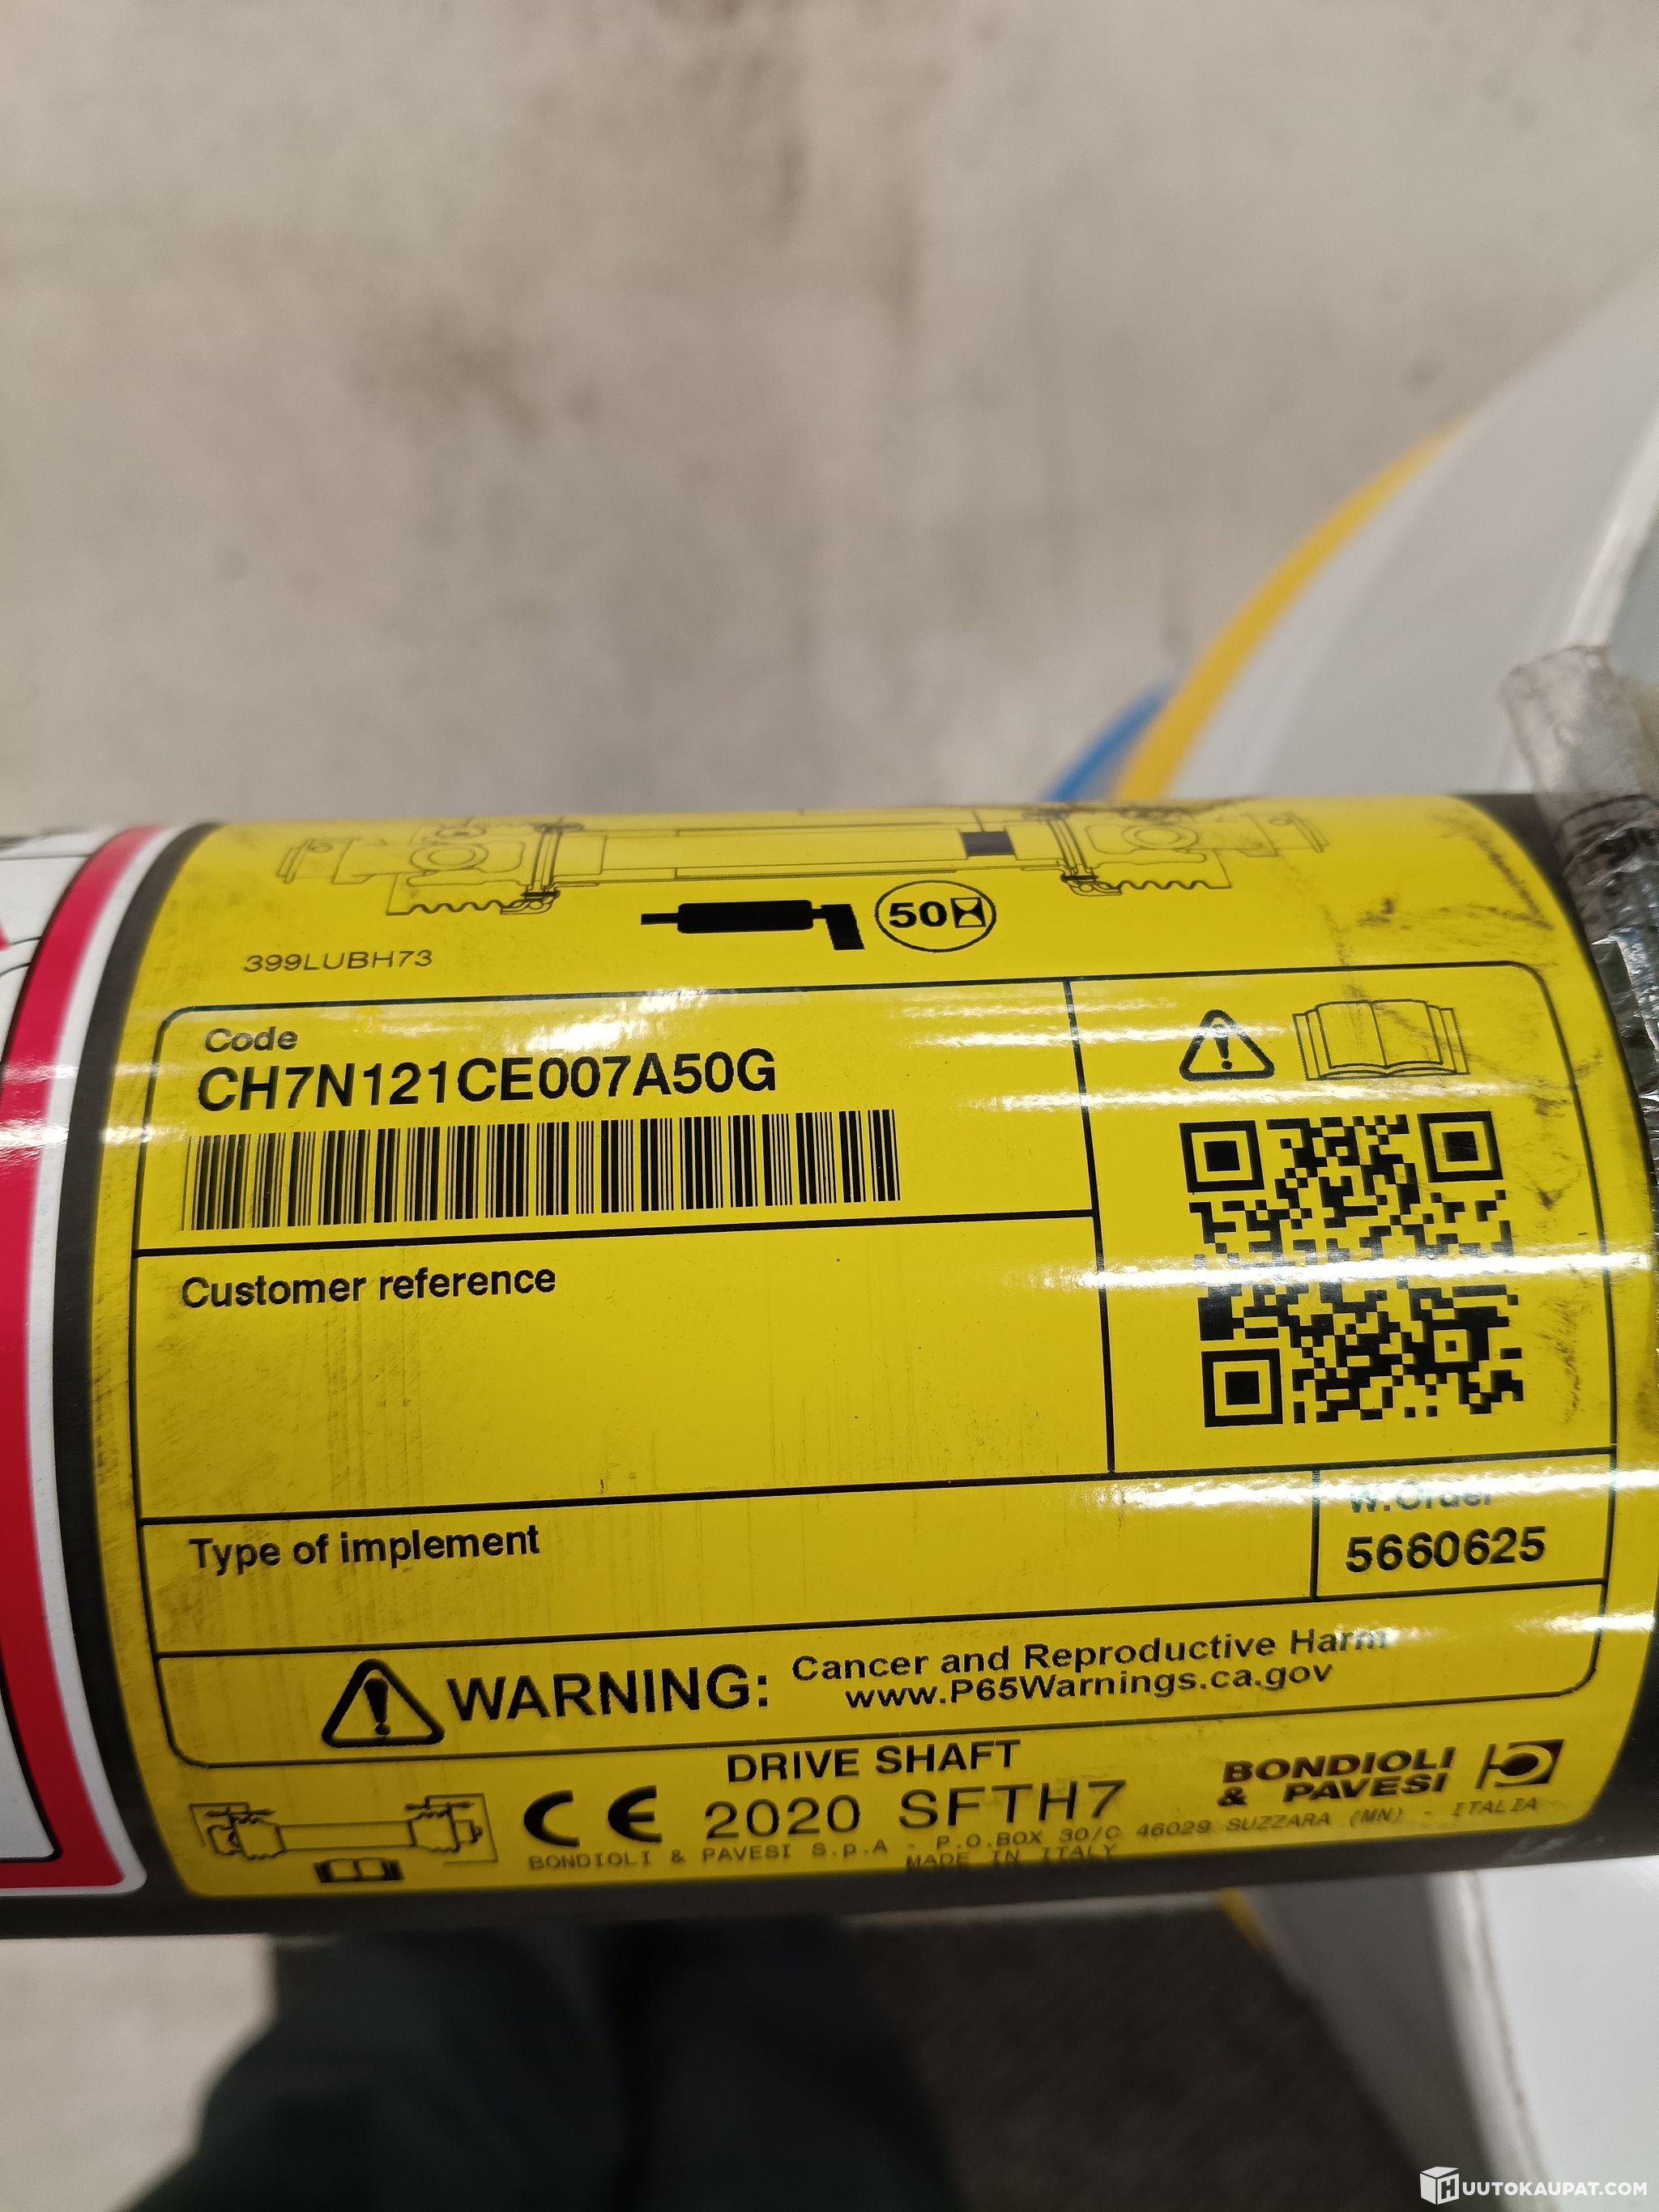 50
399LUBH73
Code
CH7N121CE007A50G
Customer reference
Type of implement
W.Order
5660625
WARNING: Cancer and Reproductive Harm
www.P65Warnings.ca.gov
DRIVE SHAFT
CE 2020 SFTH7
BONDIOLI
& PAVESI
BONDIOLI & PAVESI S.p.A - P.O.BOX 30/C 46029 SUZZARA (MN) - ITALIA
MADE IN ITALY
HUUTOKAUPAT.COM